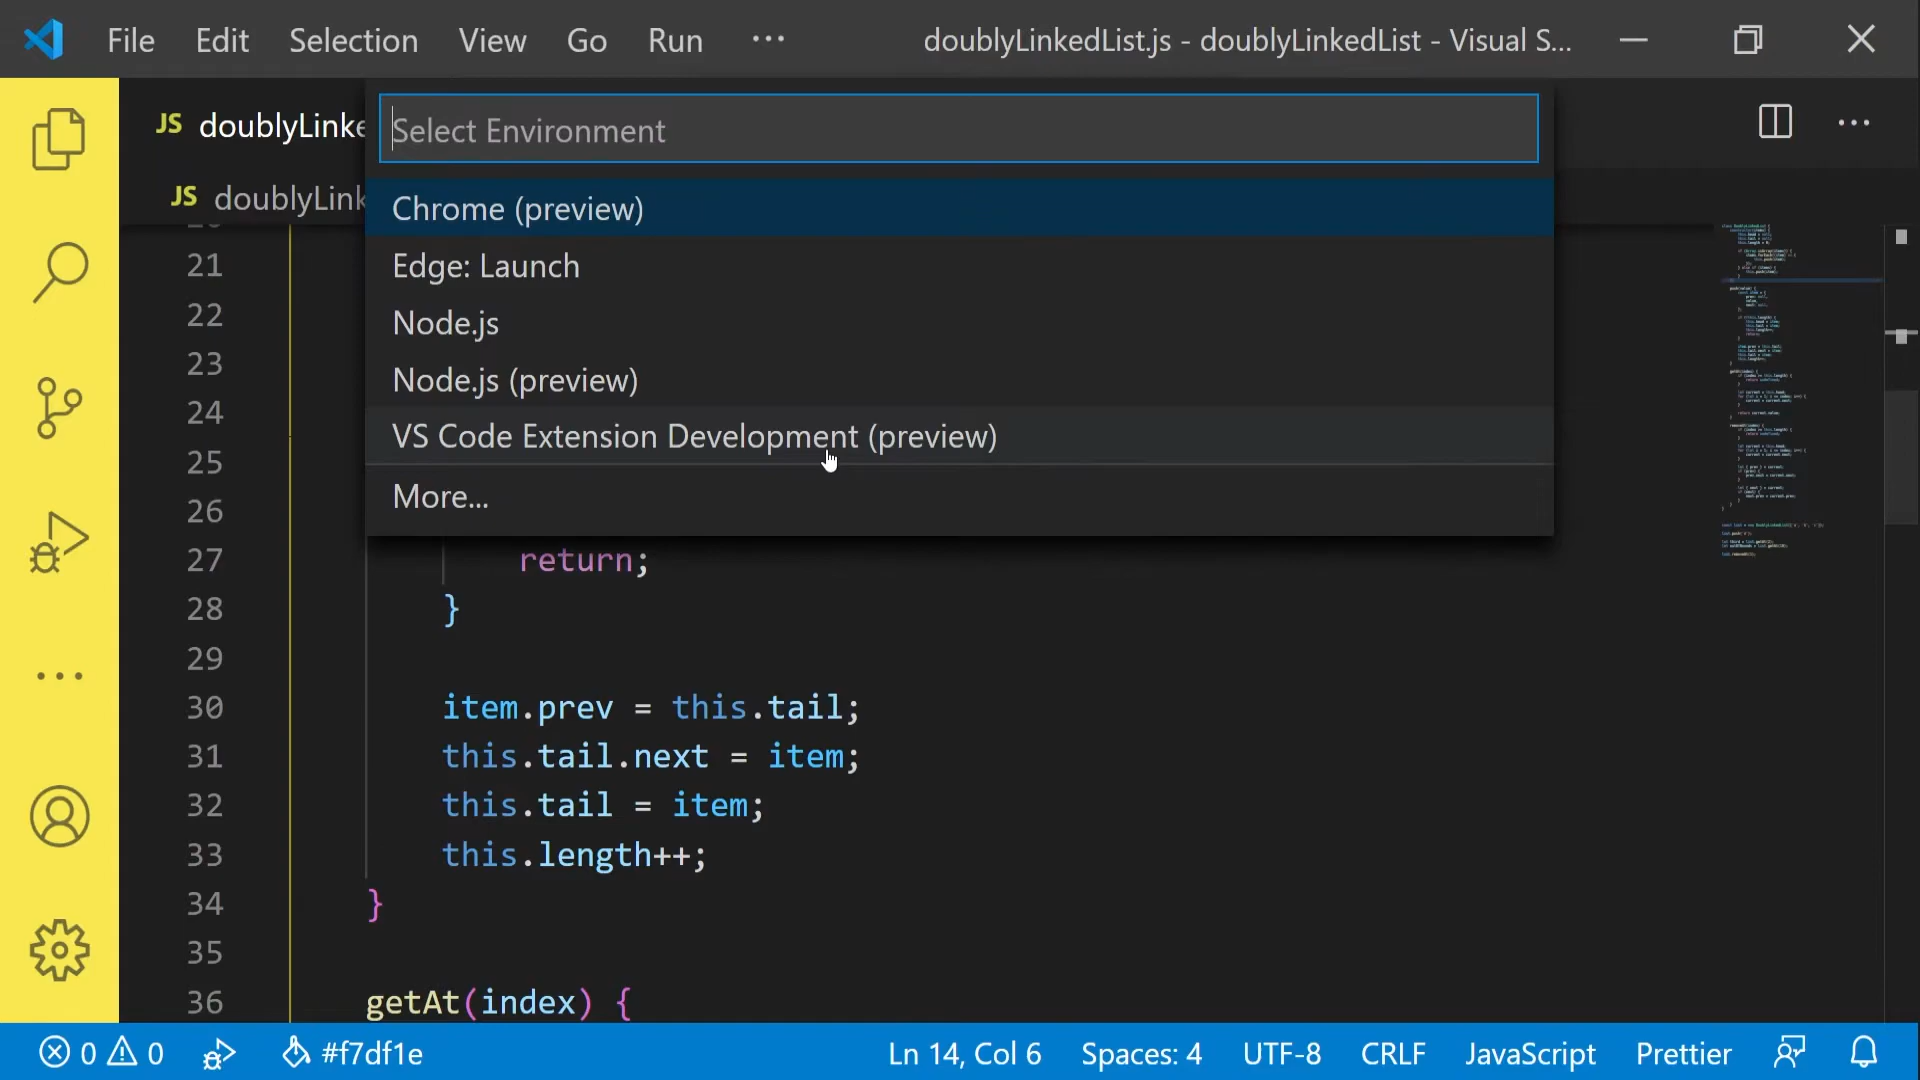 File Edit Selection View Go Run ··· doublyLinkedList.js - doublyLinkedList - Visual S...
JS doublyLinke
Select Environment
JS doublyLink
Chrome (preview)
Edge: Launch
Node.js
Node.js (preview)
VS Code Extension Development (preview)
More...
21
22
23
24
25
26
27 return;
28 }
29
30 item.prev = this.tail;
31 this.tail.next = item;
32 this.tail = item;
33 this.length++;
34 }
35
36 getAt(index) {
0 0 #f7df1e Ln 14, Col 6 Spaces: 4 UTF-8 CRLF JavaScript Prettier